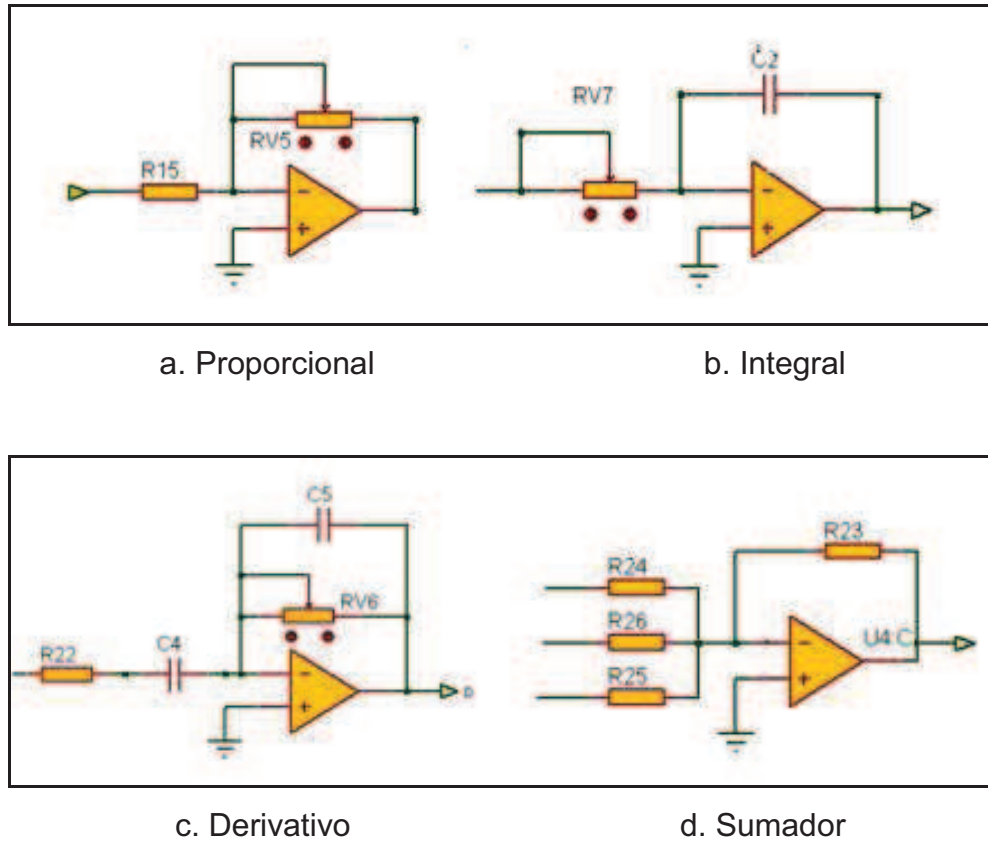 C2
RV7
RV5
R15
a. Proporcional
b. Integral
C5
R23
R24
RV6
R26
C4
U4:C
R22
R25
c. Derivativo
d. Sumador